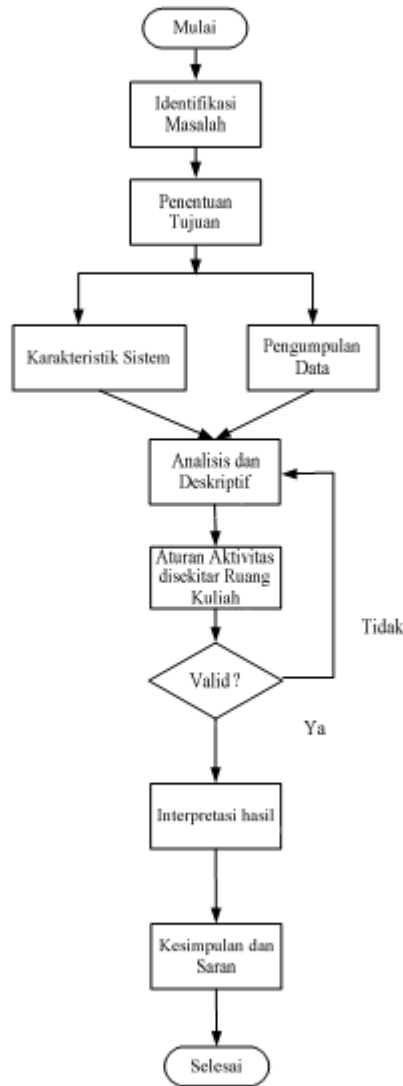 Mulai
Identifikasi
Masalah
Penentuan
Tujuan
Karakteristik Sistem
Pengumpulan
Data
Analisis dan
Deskriptif
Aturan Aktivitas
disekitar Ruang
Kuliah
Tidak
Valid ?
Ya
Interpretasi hasil
Kesimpulan dan
Saran
Selesai